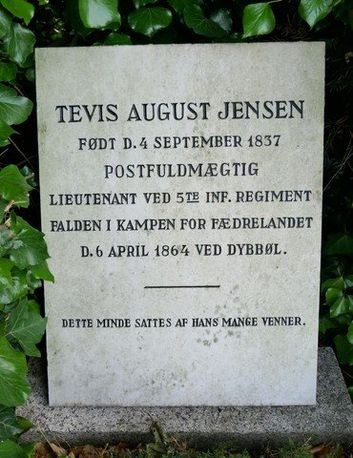 TEVIS AUGUST JENSEN
FØDT D. 4 SEPTEMBER 1837
POSTFULDMÆGTIG
LIEUTENANT VED 5TE INF. REGIMENT
FALDEN I KAMPEN FOR FÆDRELANDET
D. 6 APRIL 1864 VED DYBBØL.
DETTE MINDE SATTES AF HANS MANGE VENNER.